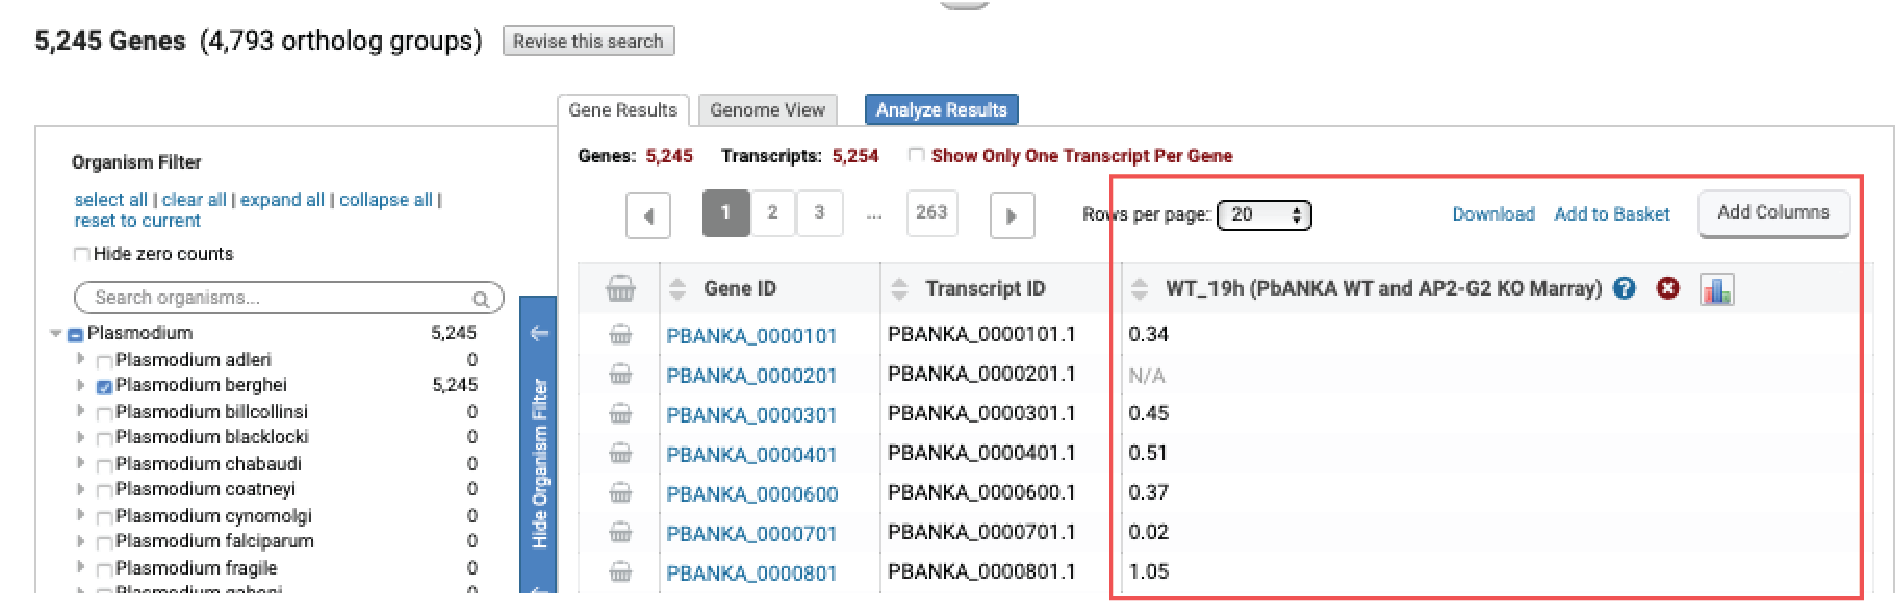 5,245 Genes (4,793 ortholog groups) Revise this search
Gene Results Genome View Analyze Results
Organism Filter
select all | clear all | expand all | collapse all |
reset to current
Hide zero counts
Search organisms...
Plasmodium 5,245
Plasmodium adleri 0
Plasmodium berghei 5,245
Plasmodium billcollinsi 0
Plasmodium blacklocki 0
Plasmodium chabaudi 0
Plasmodium coatneyi 0
Plasmodium cynomolgi 0
Plasmodium falciparum 0
Plasmodium fragile 0
Plasmodium gaboni 0
Hide Organism Filter
Genes: 5,245 Transcripts: 5,254 Show Only One Transcript Per Gene
1 2 3 ... 263 Rows per page: 20 Download Add to Basket Add Columns
Gene ID Transcript ID WT_19h (PbANKA WT and AP2-G2 KO Marray) ?
PBANKA_0000101 PBANKA_0000101.1 0.34
PBANKA_0000201 PBANKA_0000201.1 N/A
PBANKA_0000301 PBANKA_0000301.1 0.45
PBANKA_0000401 PBANKA_0000401.1 0.51
PBANKA_0000600 PBANKA_0000600.1 0.37
PBANKA_0000701 PBANKA_0000701.1 0.02
PBANKA_0000801 PBANKA_0000801.1 1.05